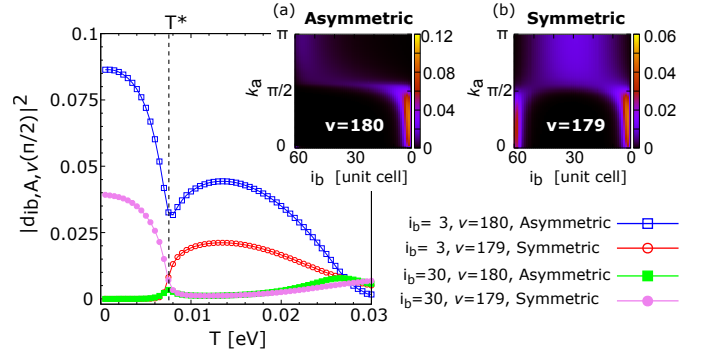 T*
(a) Asymmetric
(b) Symmetric
0.1
0.075
0.05
0.025
0
|d_{ib,A,ν}(π/2)|²
0 0.01 0.02 0.03
T [eV]
π
π/2
0
k_a
ν=180
60 30 0
i_b [unit cell]
0.12
0.08
0.04
0
π
π/2
0
k_a
ν=179
60 30 0
i_b [unit cell]
0.06
0.04
0.02
0
i_b= 3, ν=180, Asymmetric
i_b= 3, ν=179, Symmetric
i_b=30, ν=180, Asymmetric
i_b=30, ν=179, Symmetric